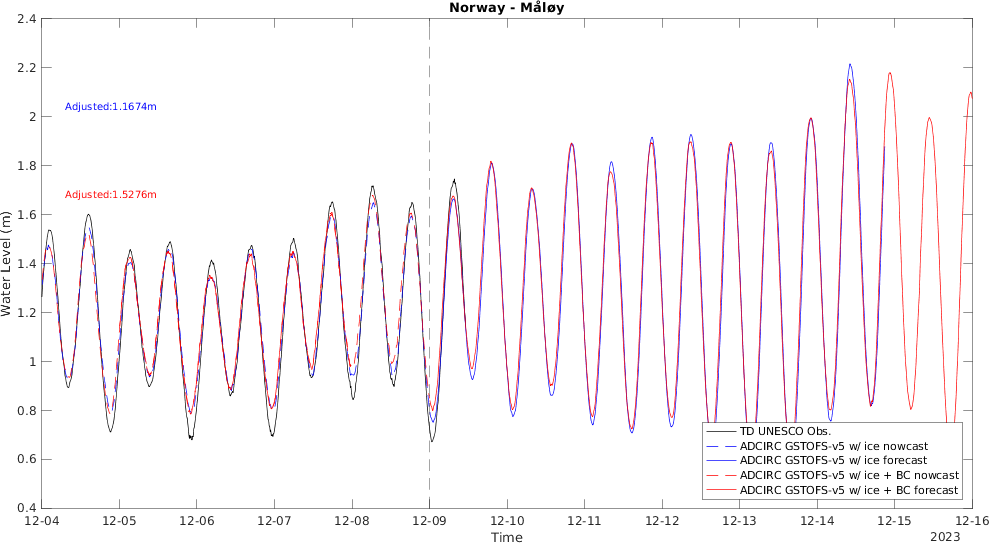 Norway - Måløy
2.4
2.2
2
1.8
1.6
1.4
1.2
1
0.8
0.6
0.4
Water Level (m)
Adjusted:1.1674m
Adjusted:1.5276m
TD UNESCO Obs.
ADCIRC GSTOFS-v5 w/ ice nowcast
ADCIRC GSTOFS-v5 w/ ice forecast
ADCIRC GSTOFS-v5 w/ ice + BC nowcast
ADCIRC GSTOFS-v5 w/ ice + BC forecast
12-04 12-05 12-06 12-07 12-08 12-09 12-10 12-11 12-12 12-13 12-14 12-15 12-16
Time
2023